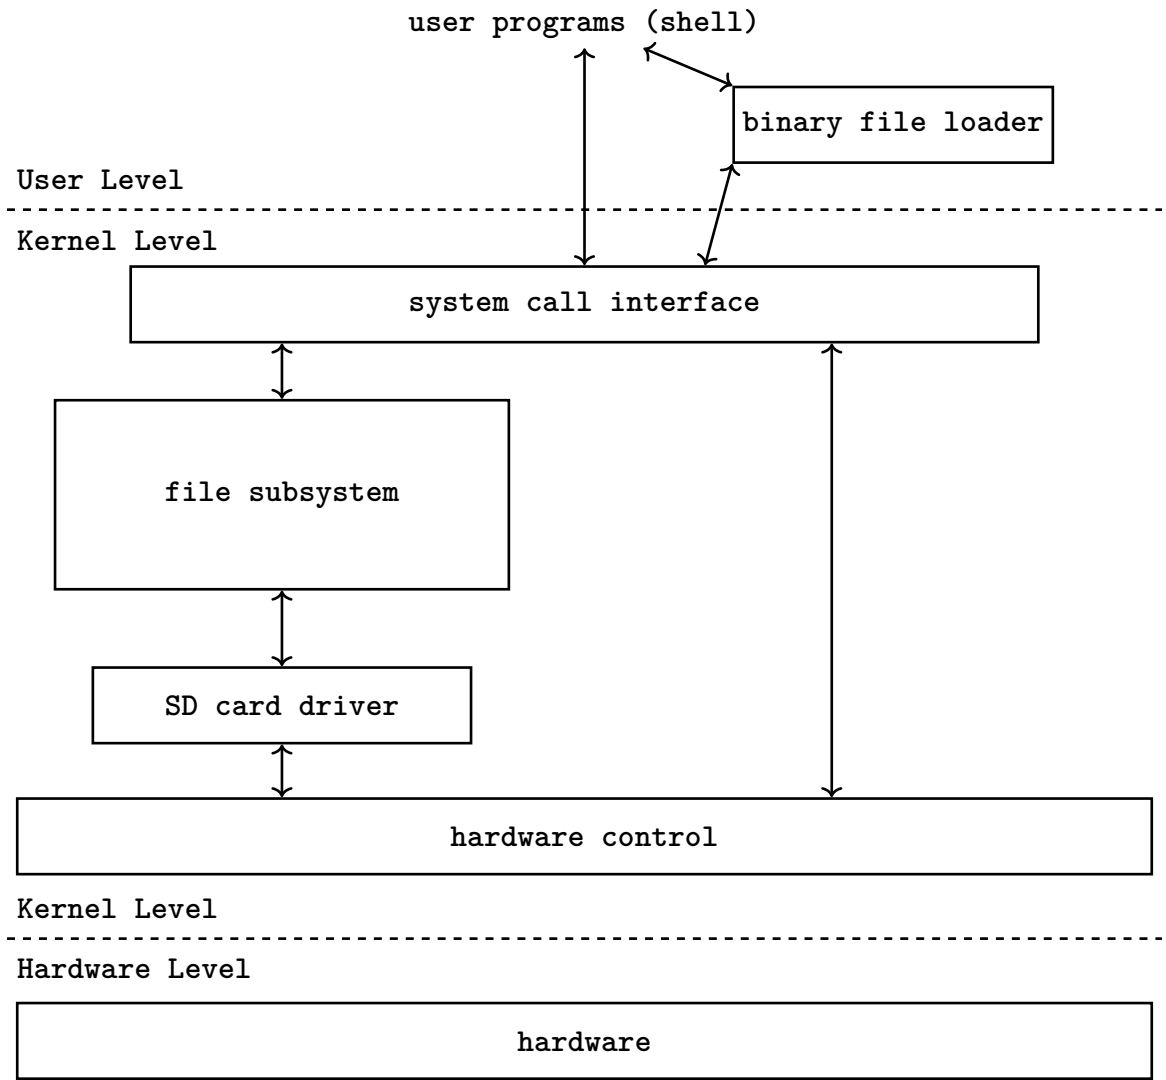 user programs (shell)
binary file loader
User Level
Kernel Level
system call interface
file subsystem
SD card driver
hardware control
Kernel Level
Hardware Level
hardware